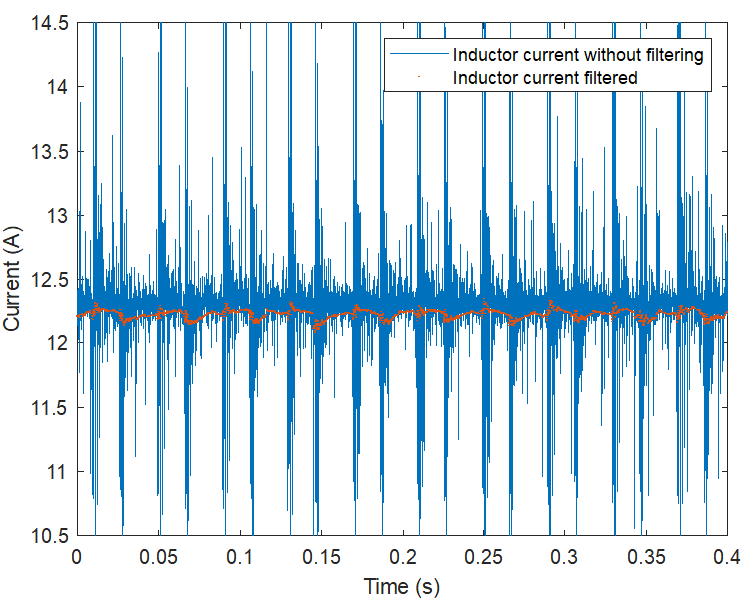 14.5
14
13.5
13
12.5
12
11.5
11
10.5
Current (A)
Inductor current without filtering
Inductor current filtered
0 0.05 0.1 0.15 0.2 0.25 0.3 0.35 0.4
Time (s)